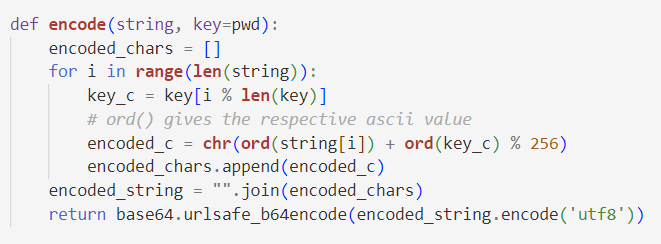 def encode(string, key=pwd):
    encoded_chars = []
    for i in range(len(string)):
        key_c = key[i % len(key)]
        # ord() gives the respective ascii value
        encoded_c = chr(ord(string[i]) + ord(key_c) % 256)
        encoded_chars.append(encoded_c)
    encoded_string = "".join(encoded_chars)
    return base64.urlsafe_b64encode(encoded_string.encode('utf8'))